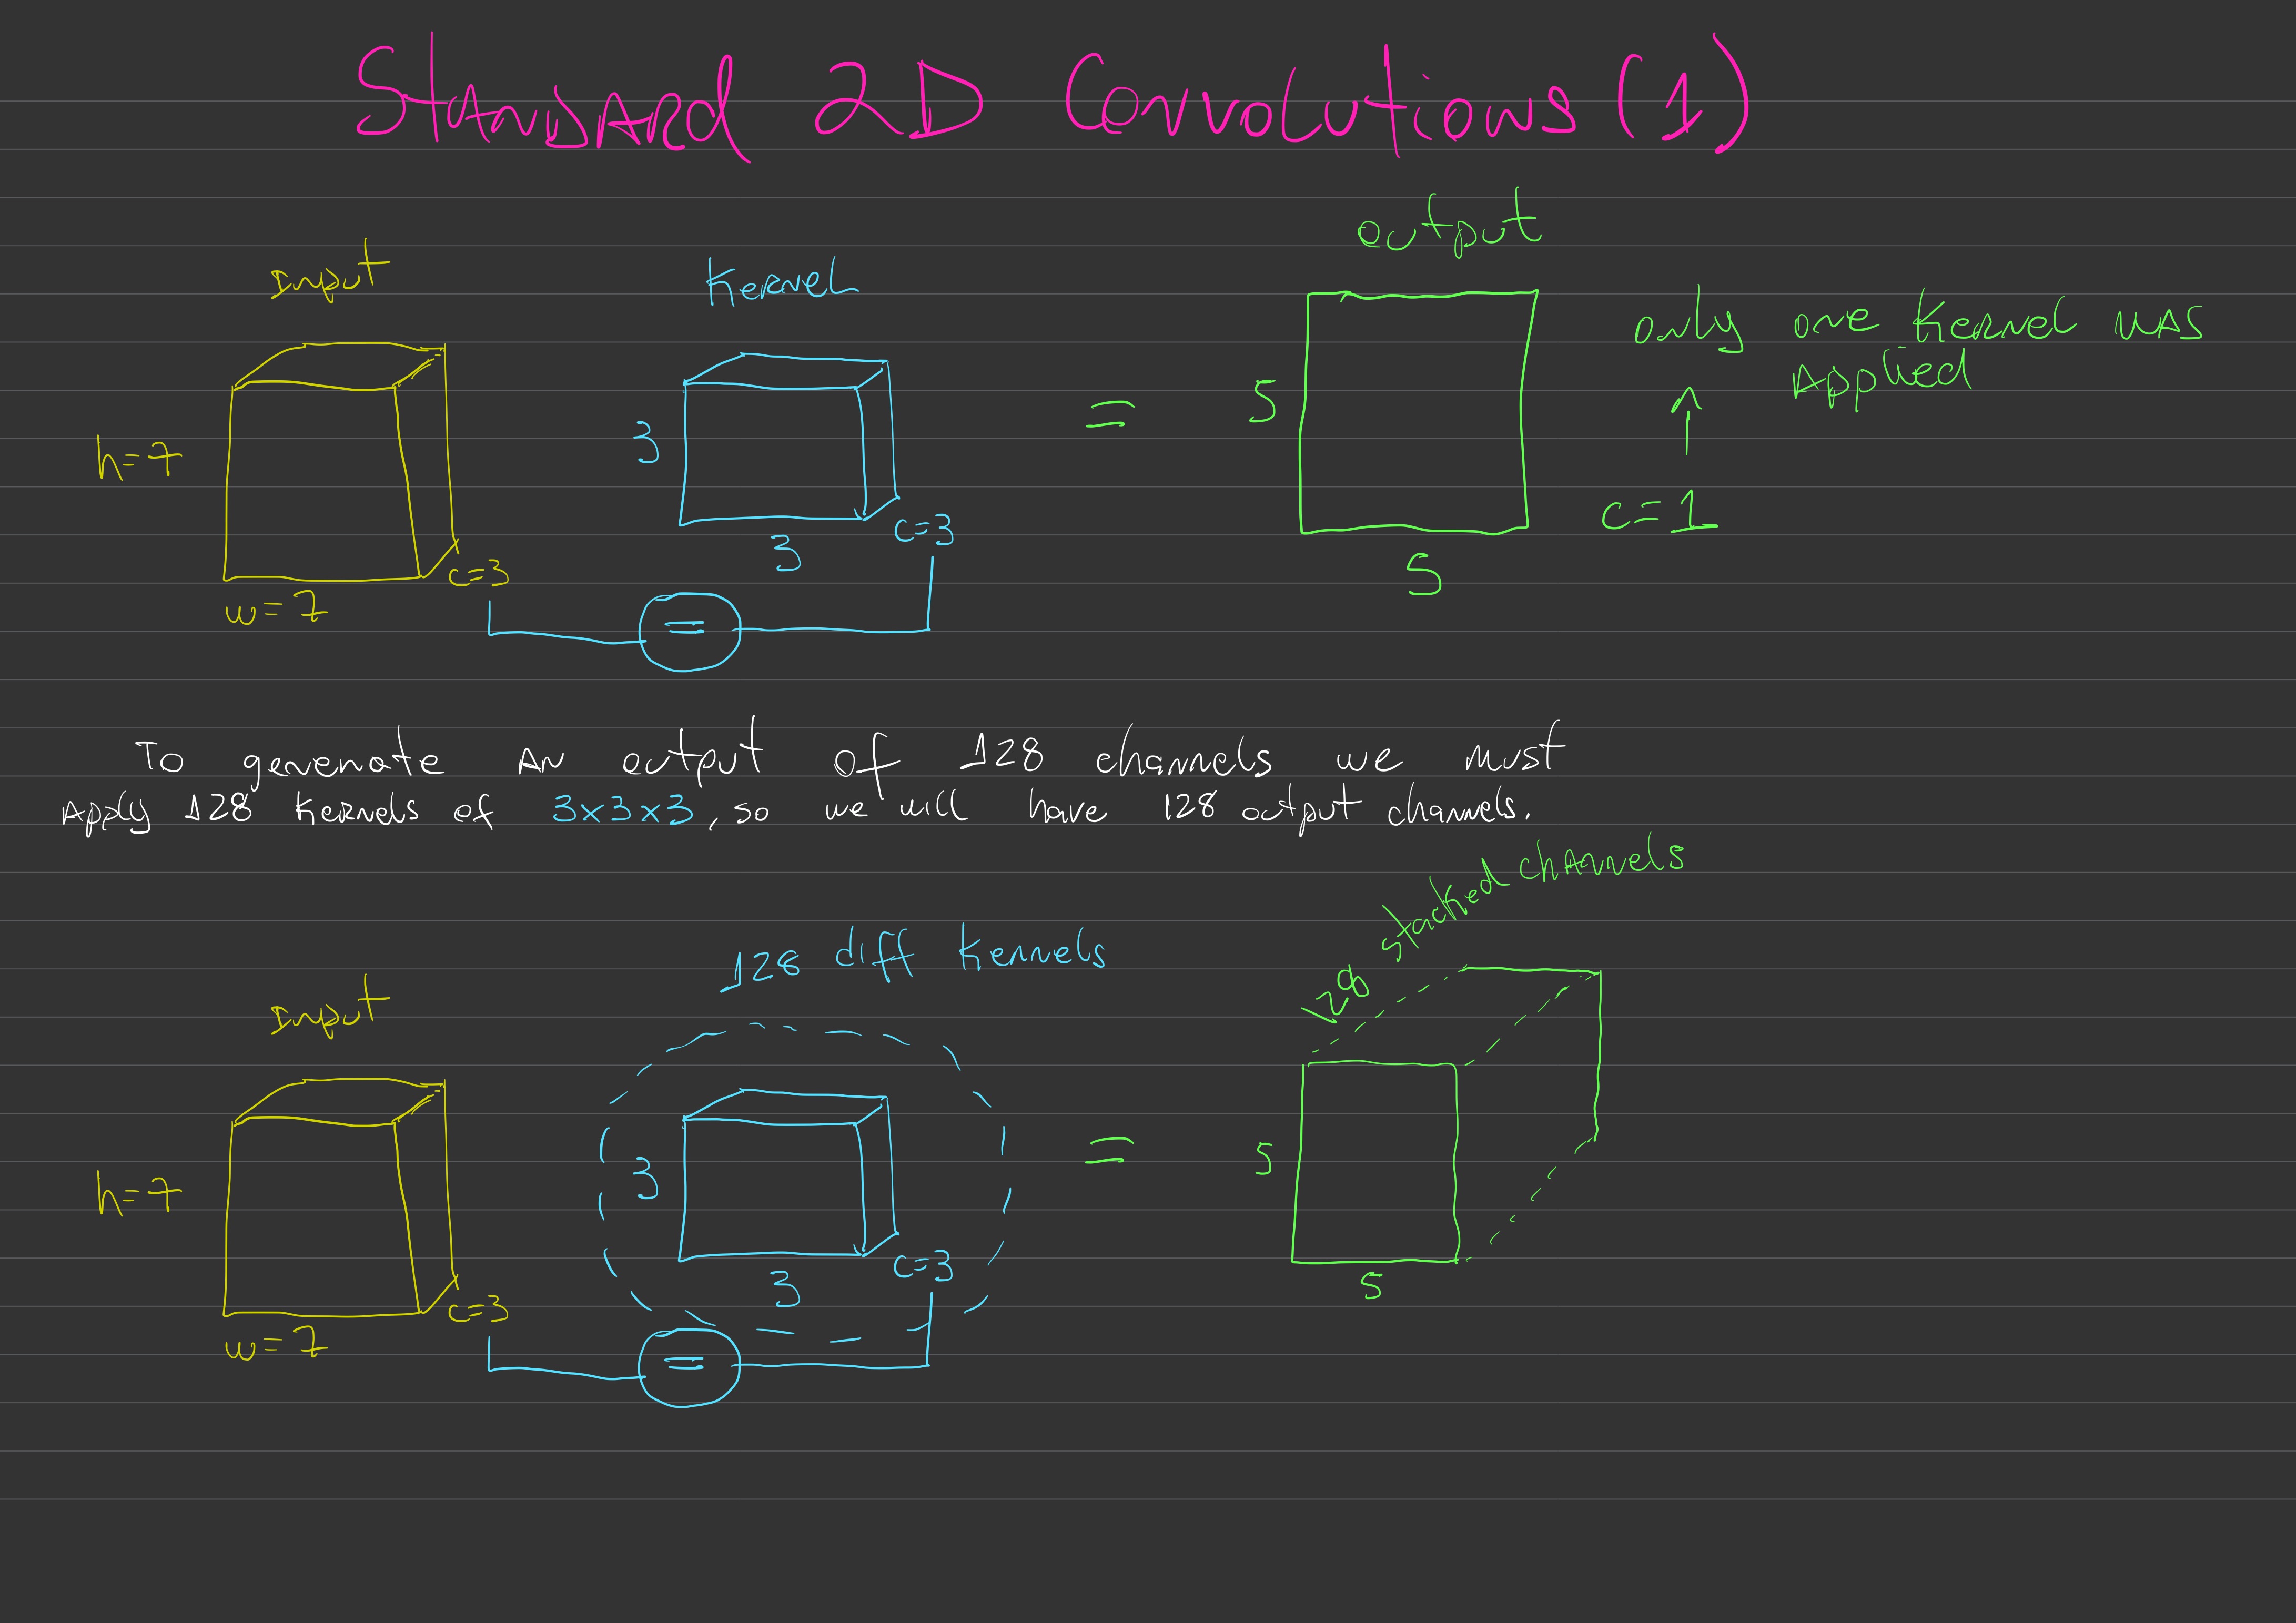 Standard 2D Convolutions (1)
Input
Kernel
output
only one kernel was
applied
h=7
3
=
5
c=3
3
c=1
5
c=3
w=7
=
To generate an output of 128 channels we must
apply 128 kernels of 3x3x3, so we will have 128 output channels.
128 stacked channels
128 diff kernels
Input
h=7
3
=
5
c=3
3
5
c=3
w=7
=